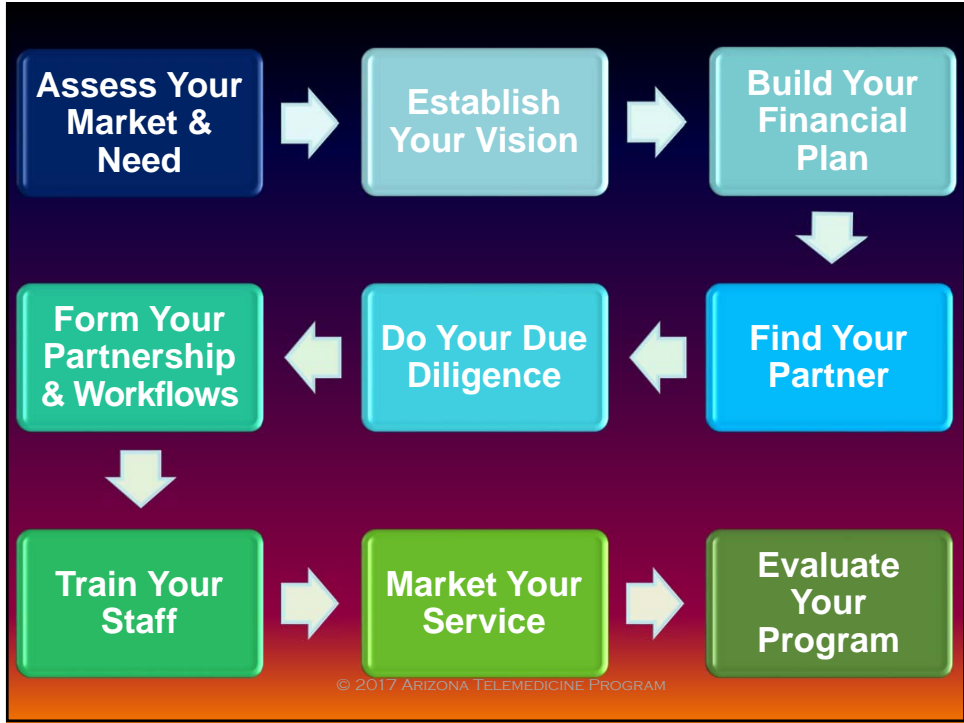 Assess Your
Market &
Need
Establish
Your Vision
Build Your
Financial
Plan
Find Your
Partner
Do Your Due
Diligence
Form Your
Partnership
& Workflows
Train Your
Staff
Market Your
Service
Evaluate
Your
Program
© 2017 ARIZONA TELEMEDICINE PROGRAM